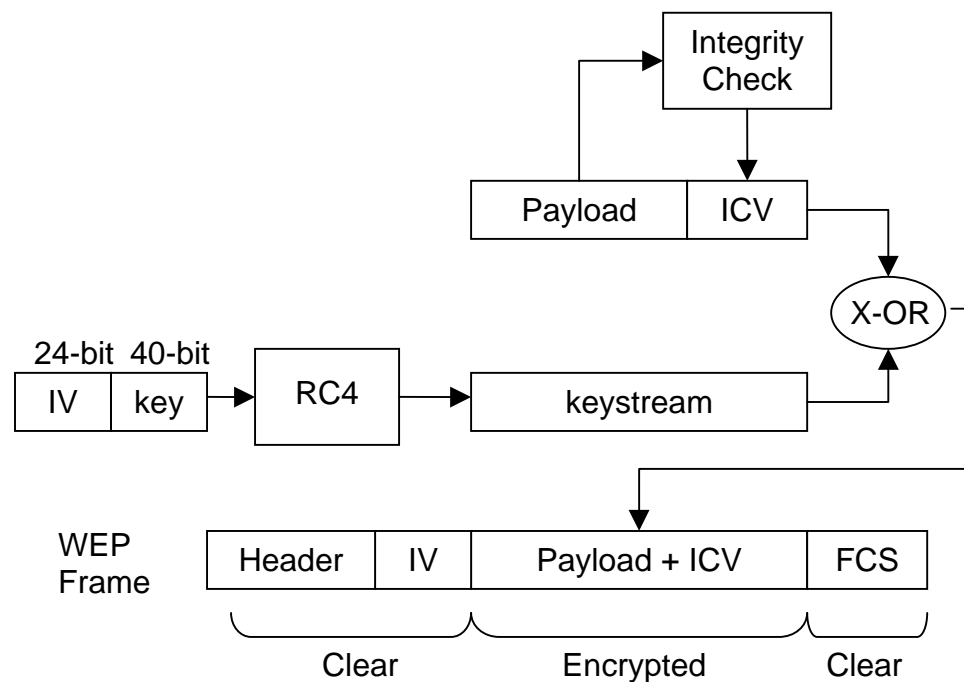 Integrity
Check
Payload ICV
X-OR
24-bit 40-bit
IV key RC4 keystream
WEP
Frame
Header IV Payload + ICV FCS
Clear Encrypted Clear